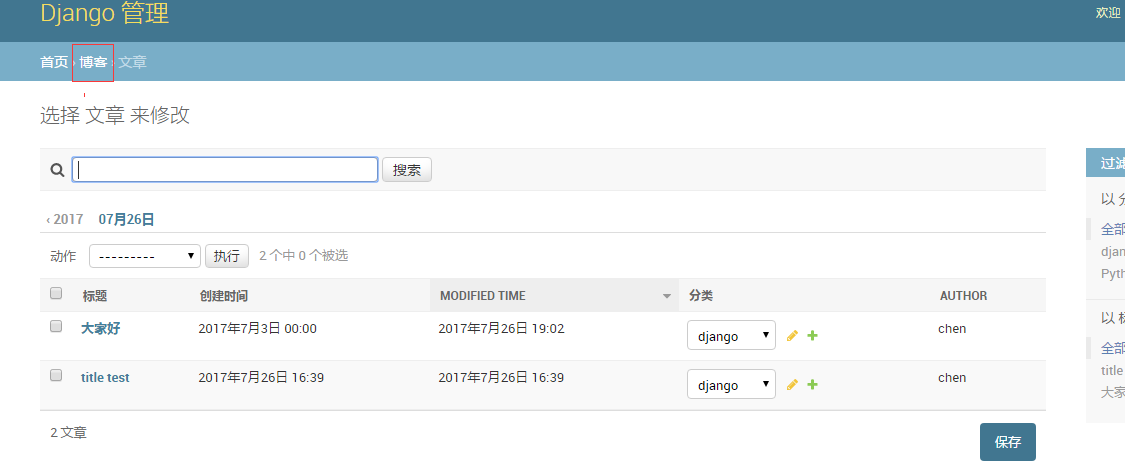 Django 管理
欢迎
首页 › 博客 › 文章
选择 文章 来修改
搜索
‹ 2017 07月26日
动作 --------- 执行 2 个中 0 个被选
标题 创建时间 MODIFIED TIME 分类 AUTHOR
大家好 2017年7月3日 00:00 2017年7月26日 19:02 django chen
title test 2017年7月26日 16:39 2017年7月26日 16:39 django chen
2 文章
保存
过滤
以 分
全部
djan
Pyth
以 标
全部
title
大家